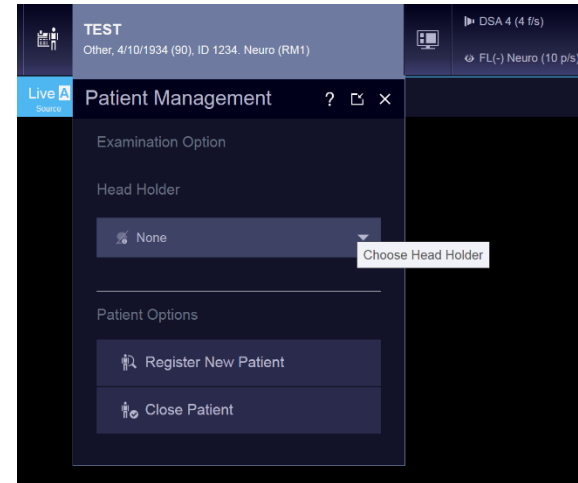 TEST
Other, 4/10/1934 (90), ID 1234. Neuro (RM1)
DSA 4 (4 f/s)
FL(-) Neuro (10 p/s)
Live A
Source
Patient Management ?
Examination Option
Head Holder
None
Choose Head Holder
Patient Options
Register New Patient
Close Patient